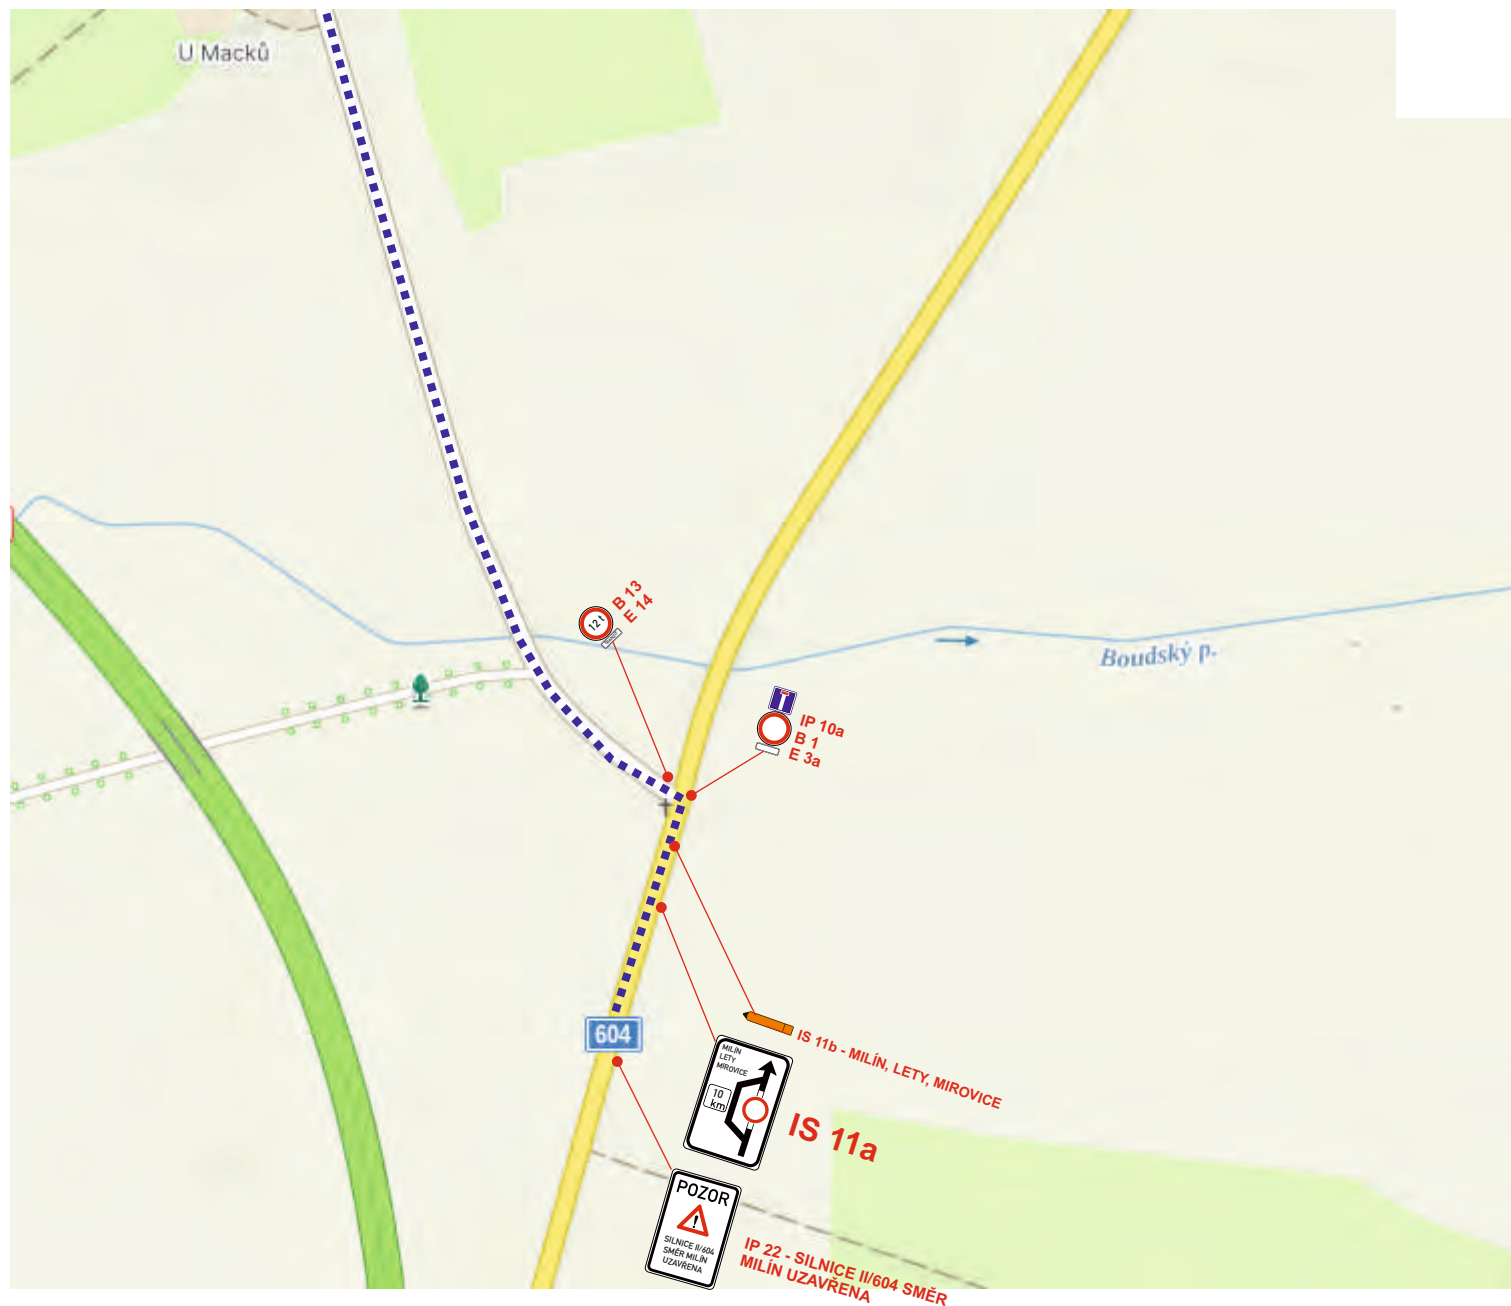 U Macků
B 13
E 14
12 t
Boudský p.
IP 10a
B 1
E 3a
604
IS 11b - MILÍN, LETY, MIROVICE
MILÍN
LETY
MIROVICE
10
km
IS 11a
POZOR
!
SILNICE II/604
SMĚR MILÍN
UZAVŘENA
IP 22 - SILNICE II/604 SMĚR
MILÍN UZAVŘENA